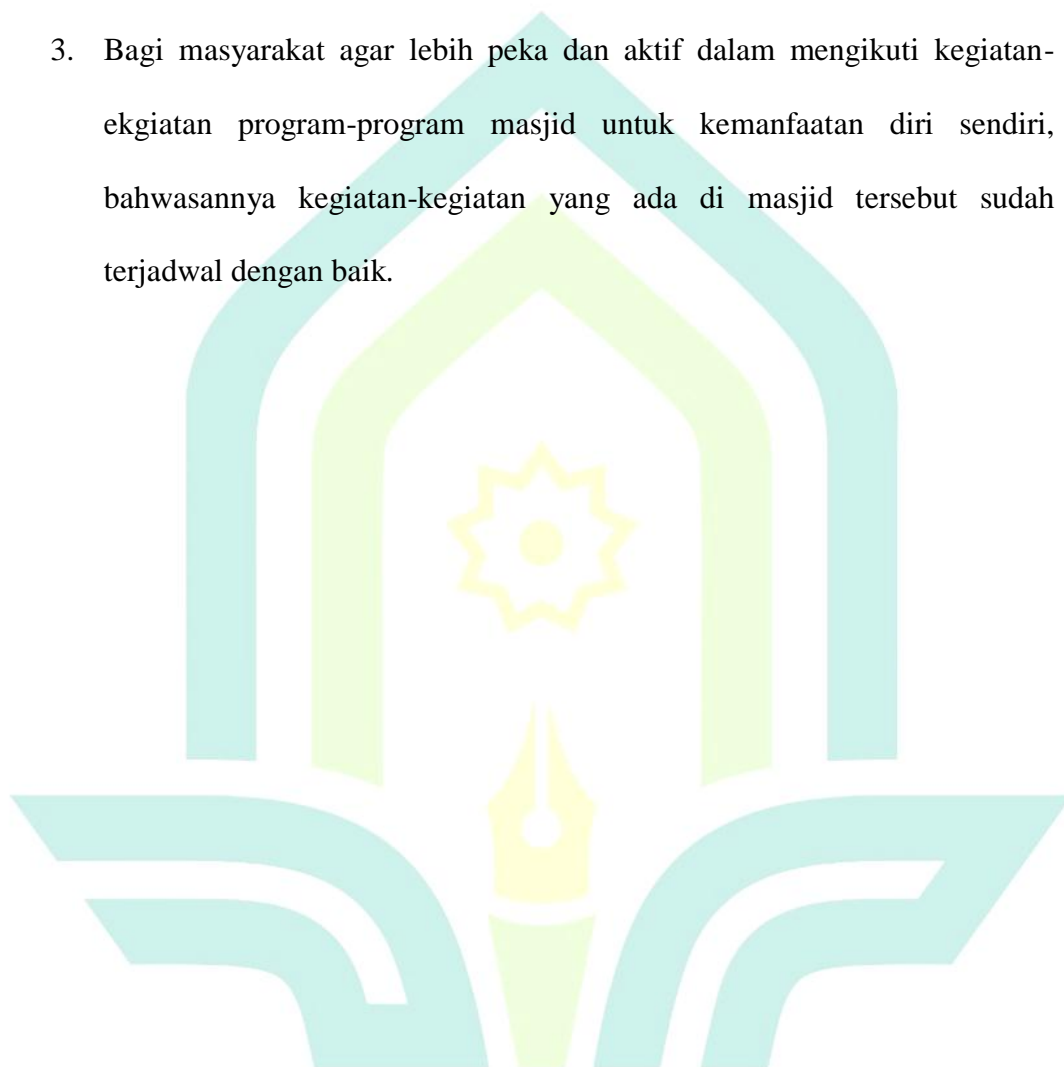 3. Bagi masyarakat agar lebih peka dan aktif dalam mengikuti kegiatan-
ekgiatan program-program masjid untuk kemanfaatan diri sendiri,
bahwasannya kegiatan-kegiatan yang ada di masjid tersebut sudah
terjadwal dengan baik.